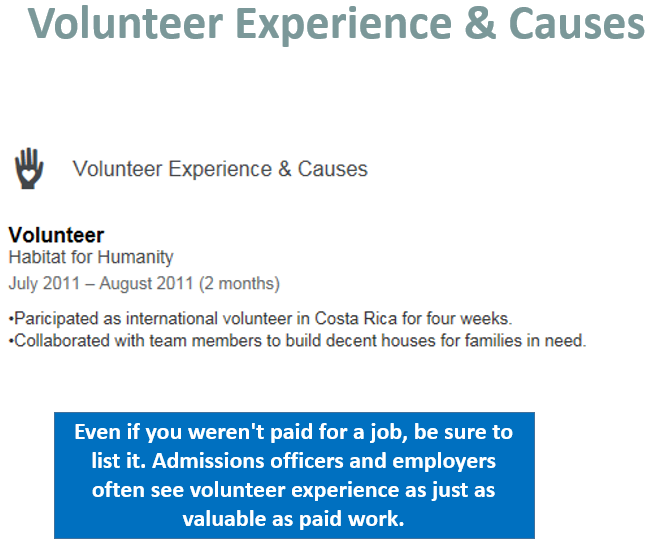 Volunteer Experience & Causes
Volunteer Experience & Causes
Volunteer
Habitat for Humanity
July 2011 – August 2011 (2 months)
•Paricipated as international volunteer in Costa Rica for four weeks.
•Collaborated with team members to build decent houses for families in need.
Even if you weren't paid for a job, be sure to
list it. Admissions officers and employers
often see volunteer experience as just as
valuable as paid work.